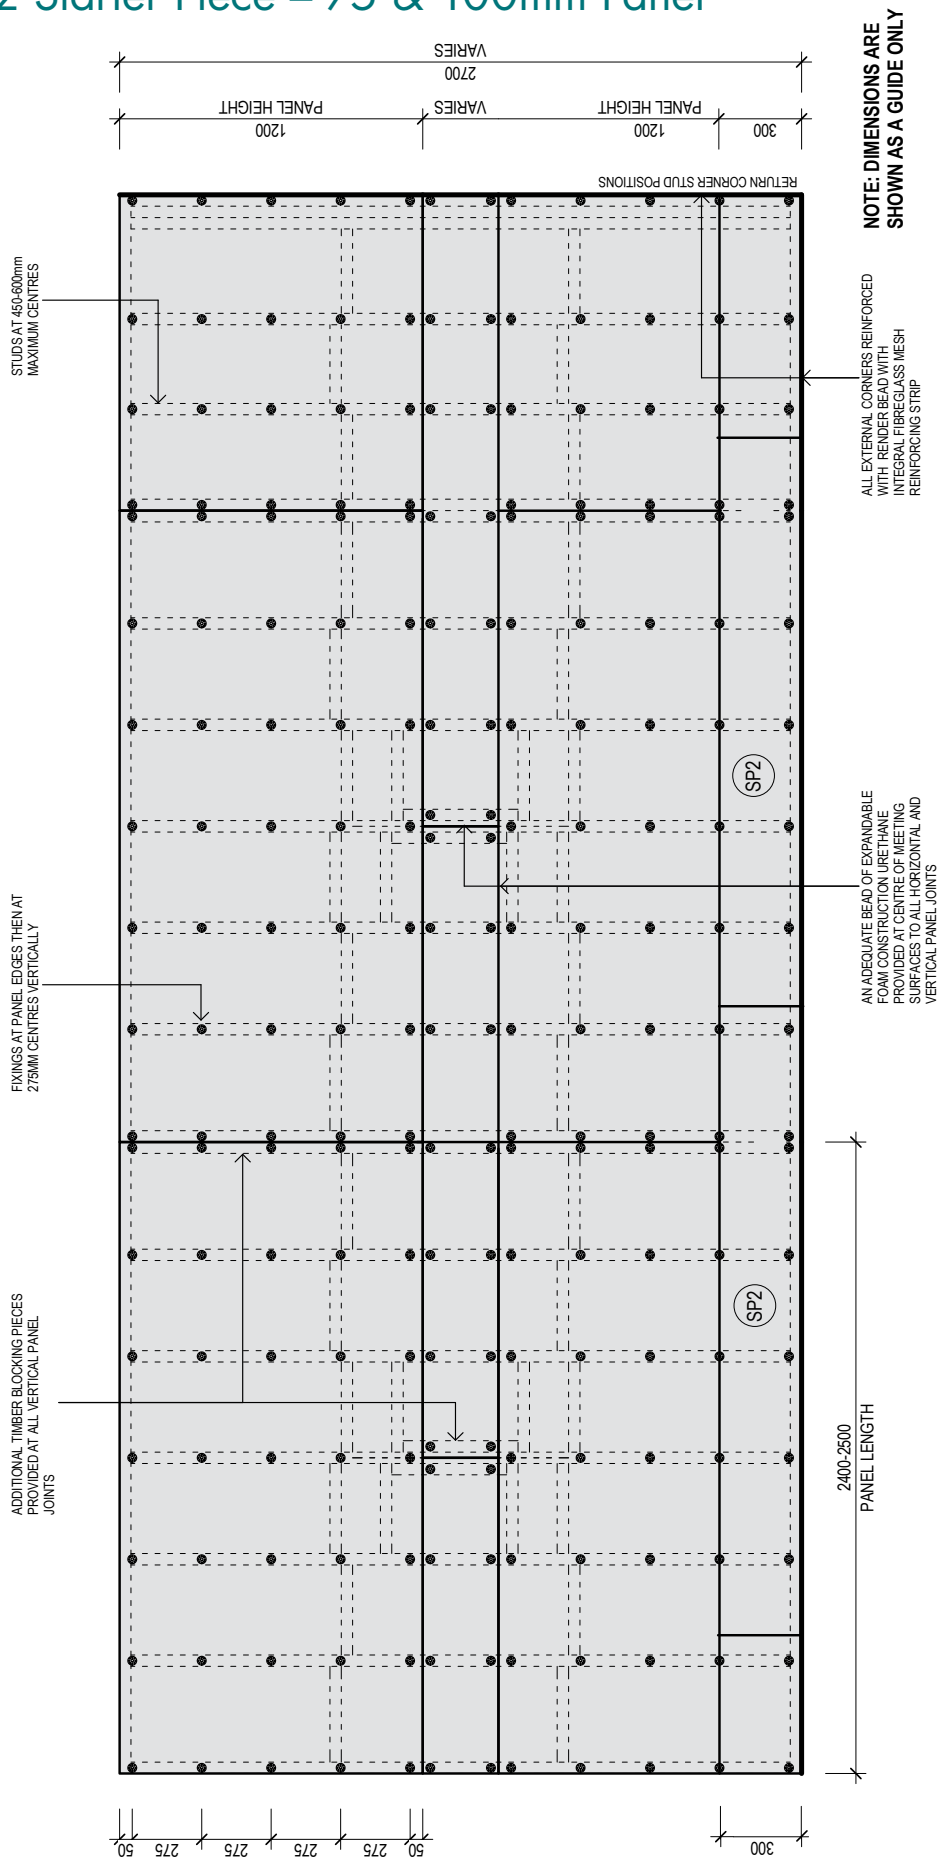 2 Starter Piece – 75 & 100mm Panel
STUDS AT 450-600mm
MAXIMUM CENTRES
FIXINGS AT PANEL EDGES THEN AT
275MM CENTRES VERTICALLY
ADDITIONAL TIMBER BLOCKING PIECES
PROVIDED AT ALL VERTICAL PANEL
JOINTS
VARIES
2700
PANEL HEIGHT
1200
VARIES
PANEL HEIGHT
1200
300
RETURN CORNER STUD POSITIONS
NOTE: DIMENSIONS ARE
SHOWN AS A GUIDE ONLY
ALL EXTERNAL CORNERS REINFORCED
WITH RENDER BEAD WITH
INTEGRAL FIBREGLASS MESH
REINFORCING STRIP
SP2
AN ADEQUATE BEAD OF EXPANDABLE
FOAM CONSTRUCTION URETHANE
PROVIDED AT CENTRE OF MEETING
SURFACES TO ALL HORIZONTAL AND
VERTICAL PANEL JOINTS
SP2
2400-2500
PANEL LENGTH
50
275
275
275
275
50
300